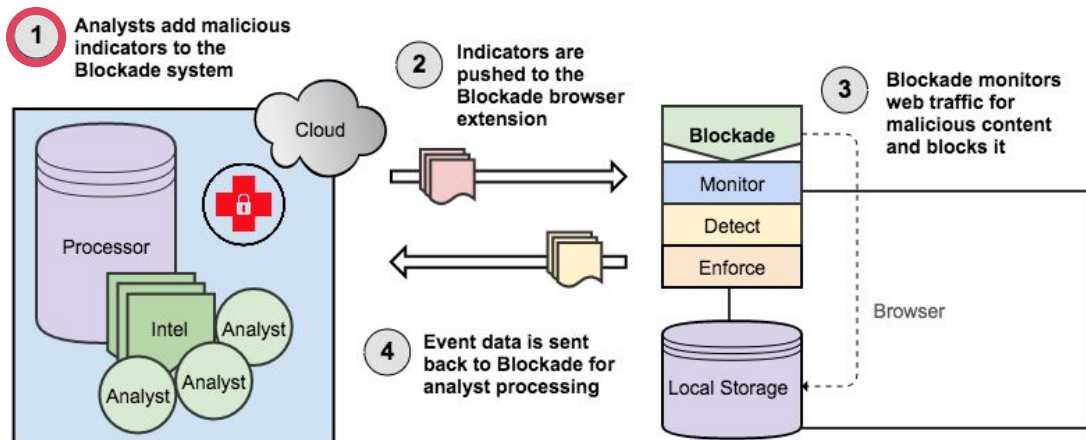 1
Analysts add malicious
indicators to the
Blockade system
2
Indicators are
pushed to the
Blockade browser
extension
3
Blockade monitors
web traffic for
malicious content
and blocks it
Cloud
Processor
Intel
Analyst
Analyst
Analyst
Blockade
Monitor
Detect
Enforce
Browser
Local Storage
4
Event data is sent
back to Blockade for
analyst processing